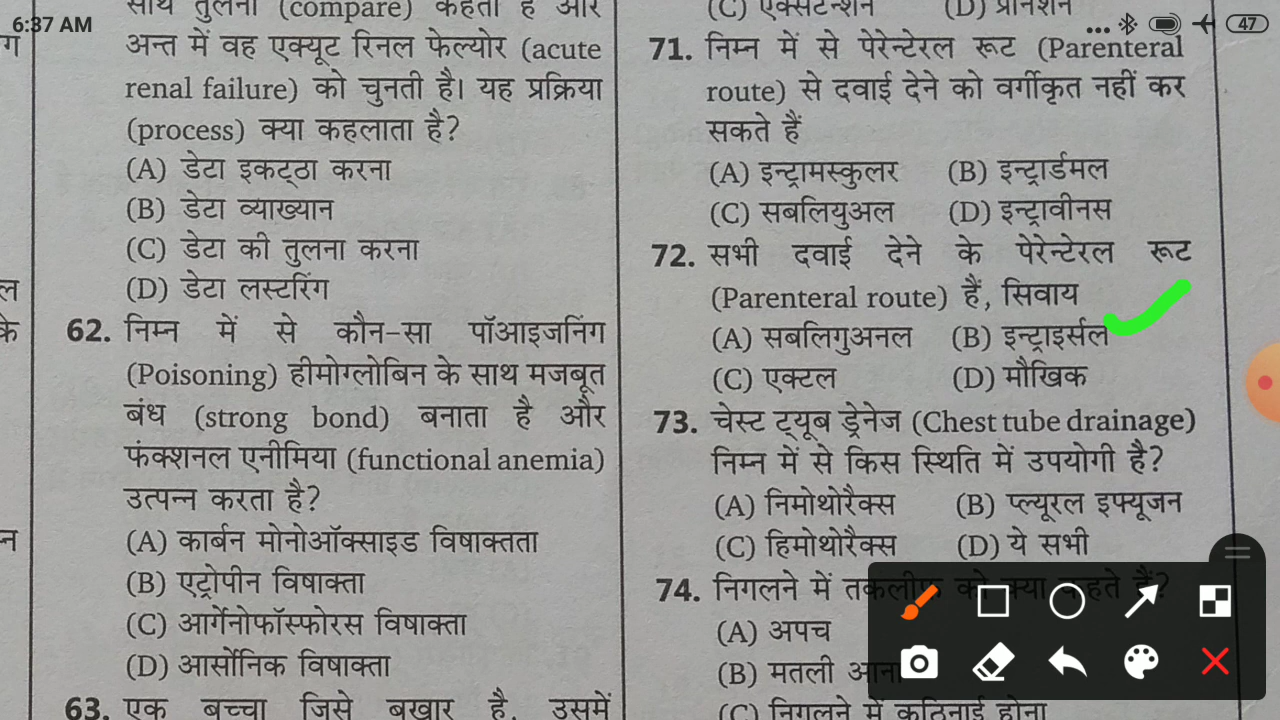 6:37 AM
47
साथ तुलना (compare) कहता है और
अन्त में वह एक्यूट रिनल फेल्योर (acute
renal failure) को चुनती है। यह प्रक्रिया
(process) क्या कहलाता है?
(A) डेटा इकट्ठा करना
(B) डेटा व्याख्यान
(C) डेटा की तुलना करना
(D) डेटा लस्टरिंग
62. निम्न में से कौन-सा पॉआइजनिंग
(Poisoning) हीमोग्लोबिन के साथ मजबूत
बंध (strong bond) बनाता है और
फंक्शनल एनीमिया (functional anemia)
उत्पन्न करता है?
(A) कार्बन मोनोऑक्साइड विषाक्तता
(B) एट्रोपीन विषाक्ता
(C) आर्गेनोफॉस्फोरस विषाक्ता
(D) आर्सोनिक विषाक्ता
63. एक बच्चा जिसे बुखार है, उसमें
(C) एक्सटेन्शन (D) प्रोनेशन
71. निम्न में से पेरेन्टेरल रूट (Parenteral
route) से दवाई देने को वर्गीकृत नहीं कर
सकते हैं
(A) इन्ट्रामस्कुलर (B) इन्ट्रार्डमल
(C) सबलियुअल (D) इन्ट्रावीनस
72. सभी दवाई देने के पेरेन्टेरल रूट
(Parenteral route) हैं, सिवाय
(A) सबलिगुअनल (B) इन्ट्राइर्सल
(C) एक्टल (D) मौखिक
73. चेस्ट ट्यूब ड्रेनेज (Chest tube drainage)
निम्न में से किस स्थिति में उपयोगी है?
(A) निमोथोरैक्स (B) प्ल्यूरल इफ्यूजन
(C) हिमोथोरैक्स (D) ये सभी
74. निगलने में तकलीफ को क्या कहते हैं?
(A) अपच
(B) मतली आना
(C) निगलने में कठिनाई होना